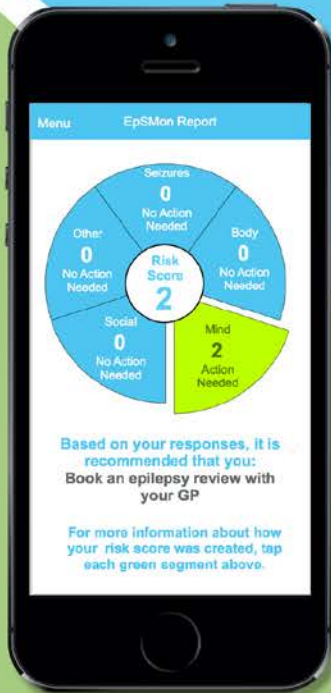 Menu
EpSMon Report
Seizures
0
No Action
Needed
Other
0
No Action
Needed
Body
0
No Action
Needed
Risk
Score
2
Social
0
No Action
Needed
Mind
2
Action
Needed
Based on your responses, it is
recommended that you:
Book an epilepsy review with
your GP
For more information about how
your risk score was created, tap
each green segment above.